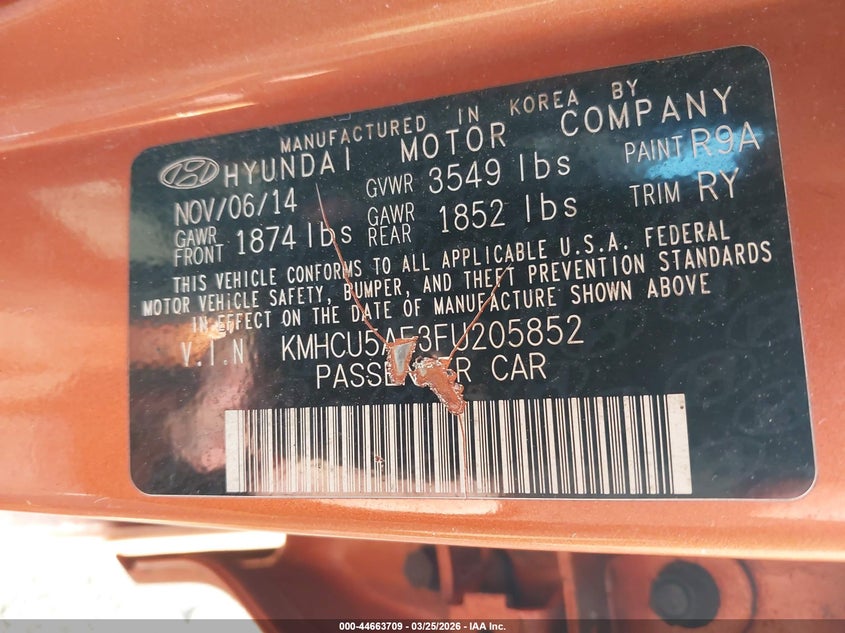 MANUFACTURED IN KOREA BY
HYUNDAI MOTOR COMPANY
NOV/06/14 GVWR 3549 lbs PAINT R9A
GAWR FRONT 1874 lbs GAWR REAR 1852 lbs TRIM RY
THIS VEHICLE CONFORMS TO ALL APPLICABLE U.S.A. FEDERAL
MOTOR VEHICLE SAFETY, BUMPER, AND THEFT PREVENTION STANDARDS
IN EFFECT ON THE DATE OF MANUFACTURE SHOWN ABOVE
V.I.N KMHCU5AE3FU205852
PASSENGER CAR
000-44663709 - 03/25/2026 - IAA Inc.